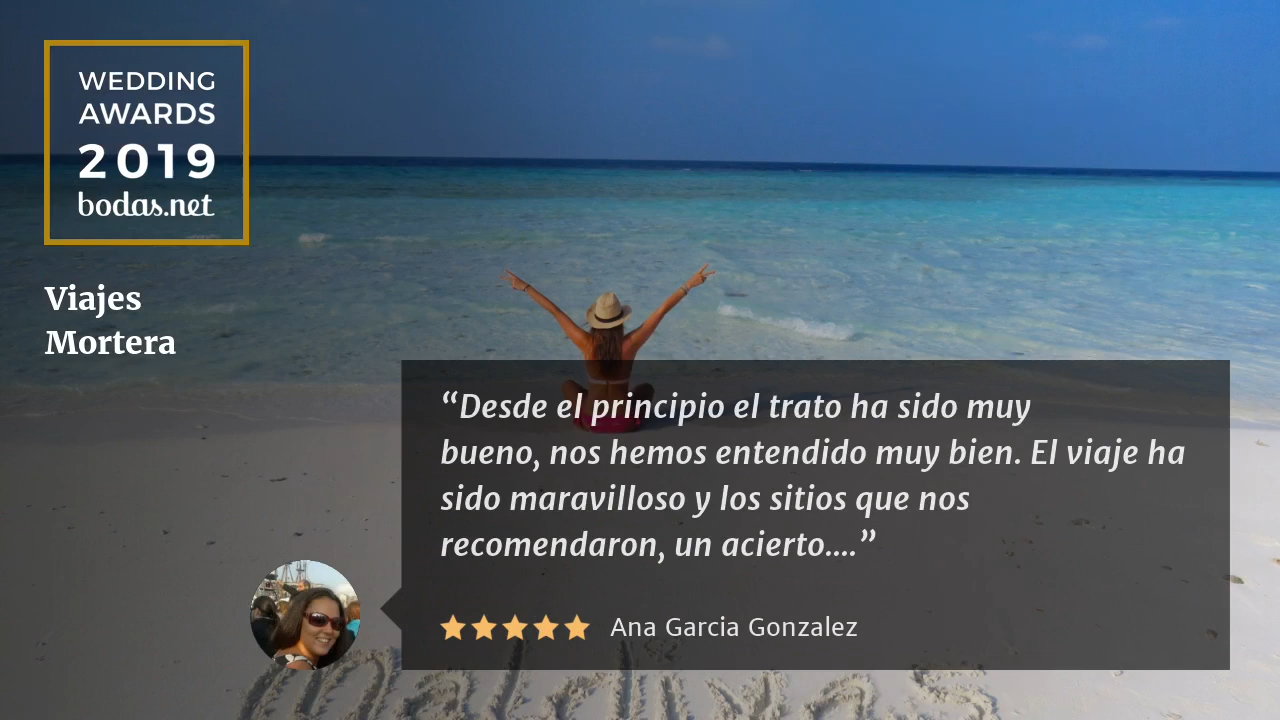 WEDDING
AWARDS
2019
bodas.net
Viajes
Mortera
“Desde el principio el trato ha sido muy
bueno, nos hemos entendido muy bien. El viaje ha
sido maravilloso y los sitios que nos
recomendaron, un acierto....”
Ana Garcia Gonzalez
maldivas